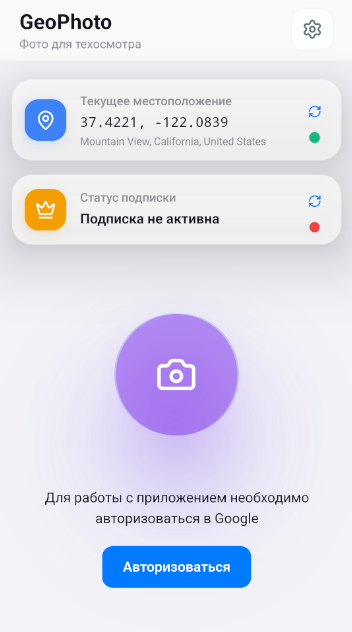 GeoPhoto
Фото для техосмотра
Текущее местоположение
37.4221, -122.0839
Mountain View, California, United States
Статус подписки
Подписка не активна
Для работы с приложением необходимо
авторизоваться в Google
Авторизоваться